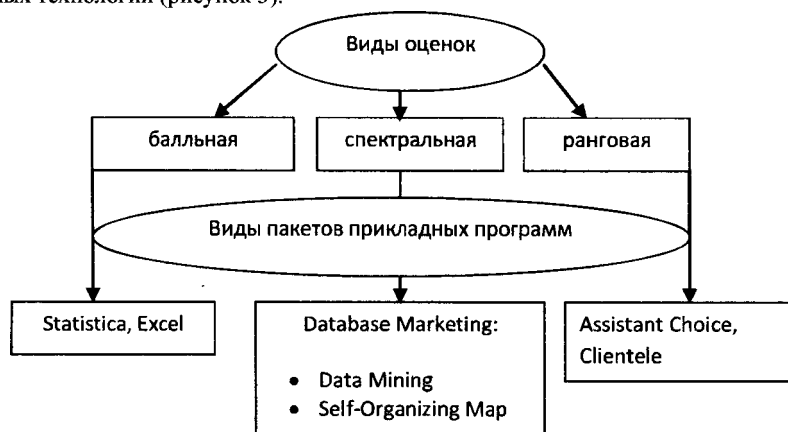 ных технологий (рисунок 3).
Виды оценок
балльная
спектральная
ранговая
Виды пакетов прикладных программ
Statistica, Excel
Database Marketing:
• Data Mining
• Self-Organizing Map
Assistant Choice,
Clientele